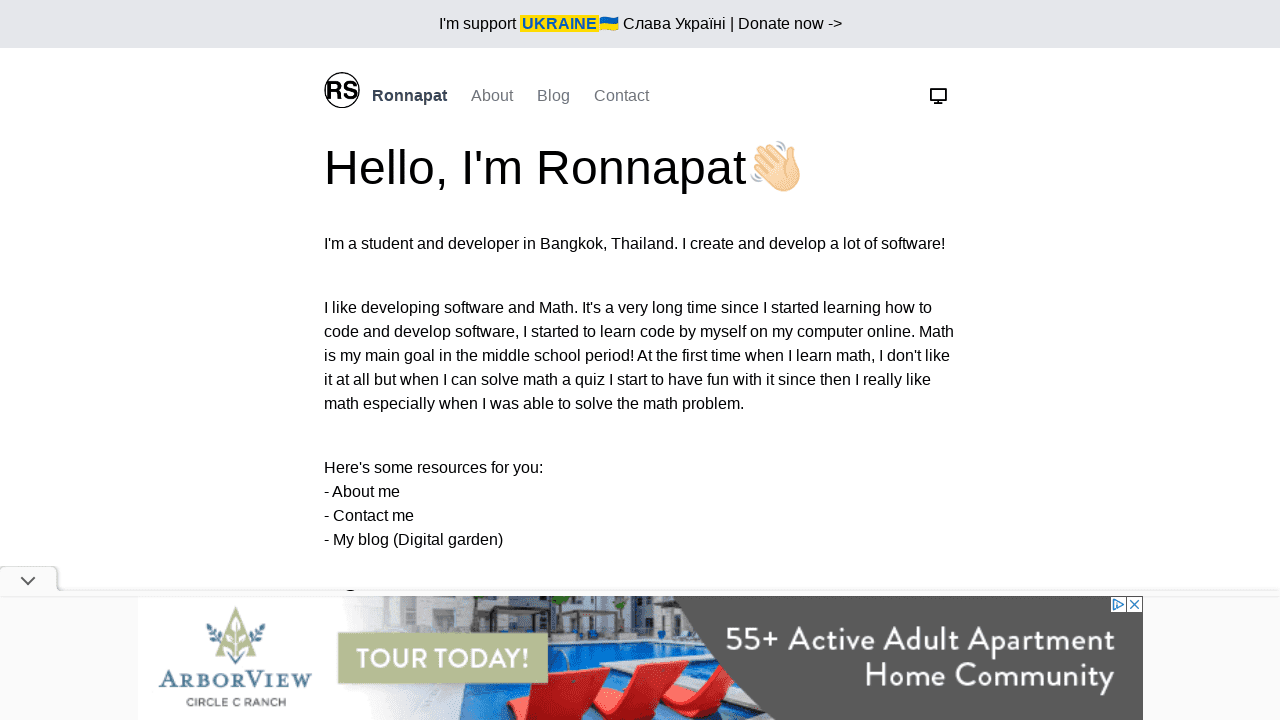 I'm support UKRAINE🇺🇦 Слава Україні | Donate now ->
RS Ronnapat About Blog Contact
Hello, I'm Ronnapat👋🏻
I'm a student and developer in Bangkok, Thailand. I create and develop a lot of software!
I like developing software and Math. It's a very long time since I started learning how to
code and develop software, I started to learn code by myself on my computer online. Math
is my main goal in the middle school period! At the first time when I learn math, I don't like
it at all but when I can solve math a quiz I start to have fun with it since then I really like
math especially when I was able to solve the math problem.
Here's some resources for you:
- About me
- Contact me
- My blog (Digital garden)
ARBORVIEW
CIRCLE C RANCH
TOUR TODAY!
55+ Active Adult Apartment
Home Community